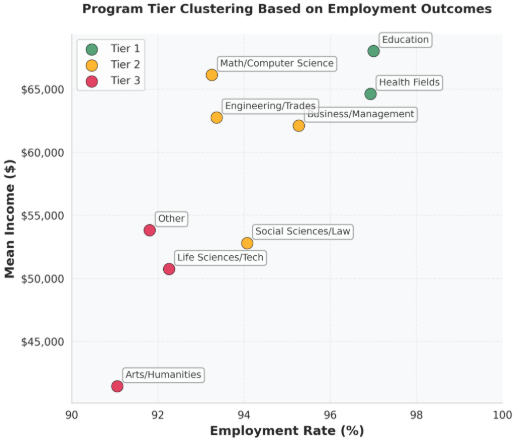 Program Tier Clustering Based on Employment Outcomes
Tier 1
Tier 2
Tier 3
Education
Math/Computer Science
Health Fields
Engineering/Trades
Business/Management
Other
Social Sciences/Law
Life Sciences/Tech
Arts/Humanities
Mean Income ($)
$65,000
$60,000
$55,000
$50,000
$45,000
90 92 94 96 98 100
Employment Rate (%)